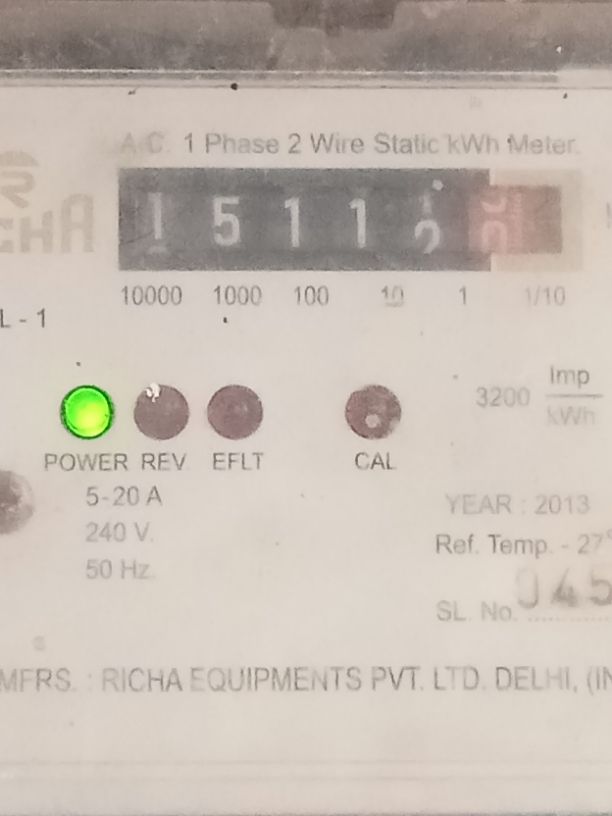 A.C. 1 Phase 2 Wire Static kWh Meter.
1 5 1 1
10000 1000 100 10 1 1/10
L - 1
3200 Imp
kWh
POWER REV EFLT CAL
5-20 A
240 V.
50 Hz.
YEAR : 2013
Ref. Temp. - 27°
SL. No. 045
MFRS. : RICHA EQUIPMENTS PVT. LTD. DELHI, (IN